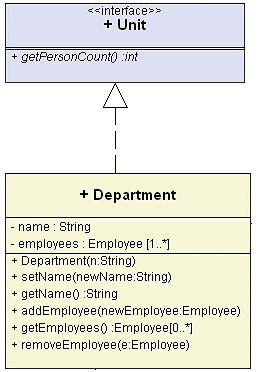 <<interface>>
+ Unit
+ getPersonCount() :int
+ Department
- name : String
- employees : Employee [1..*]
+ Department(n:String)
+ setName(newName:String)
+ getName() :String
+ addEmployee(newEmployee:Employee)
+ getEmployees() :Employee[0..*]
+ removeEmployee(e:Employee)